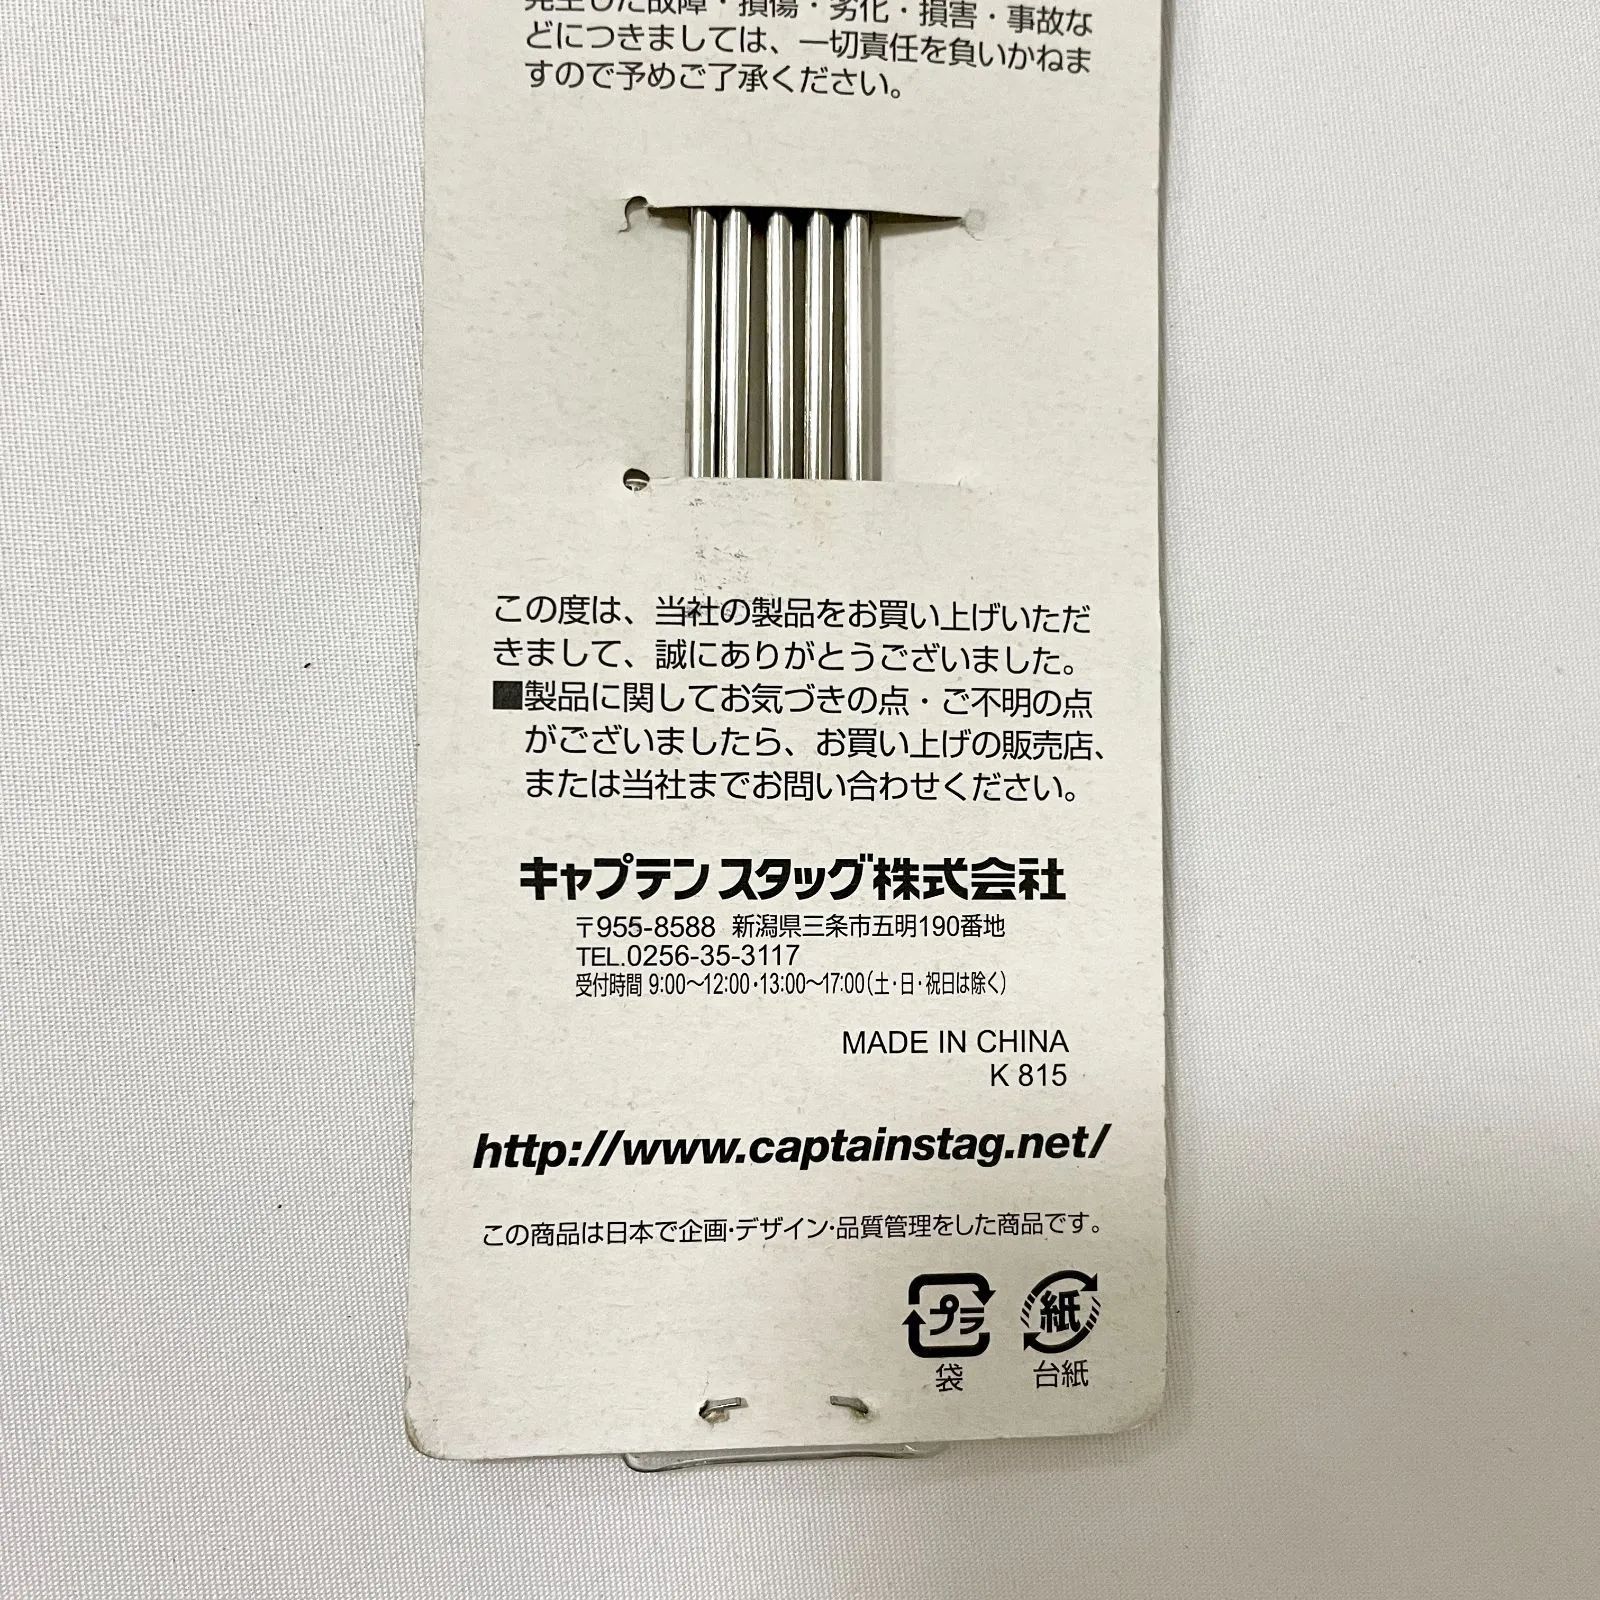 発生した故障・損傷・劣化・損害・事故な
どにつきましては、一切責任を負いかねま
すので予めご了承ください。
この度は、当社の製品をお買い上げいただ
きまして、誠にありがとうございました。
■製品に関してお気づきの点・ご不明の点
がございましたら、お買い上げの販売店、
または当社までお問い合わせください。
キャプテンスタッグ株式会社
〒955-8588 新潟県三条市五明190番地
TEL.0256-35-3117
受付時間 9:00〜12:00・13:00〜17:00(土・日・祝日は除く)
MADE IN CHINA
K 815
http://www.captainstag.net/
この商品は日本で企画・デザイン・品質管理をした商品です。
プラ 紙
袋 台紙